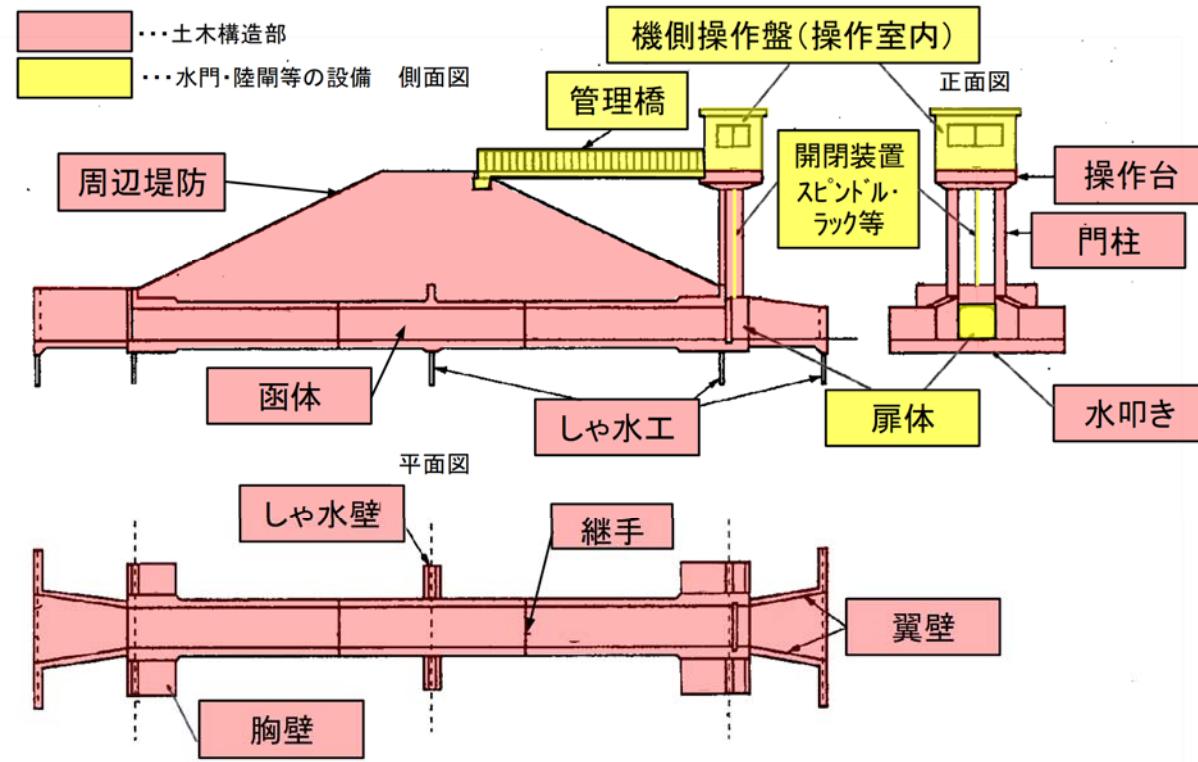 ・・・土木構造部
・・・水門・陸閘等の設備
側面図
機側操作盤(操作室内)
正面図
管理橋
開閉装置
スピンドル・
ラック等
操作台
周辺堤防
門柱
函体
しゃ水工
扉体
水叩き
平面図
しゃ水壁
継手
翼壁
胸壁